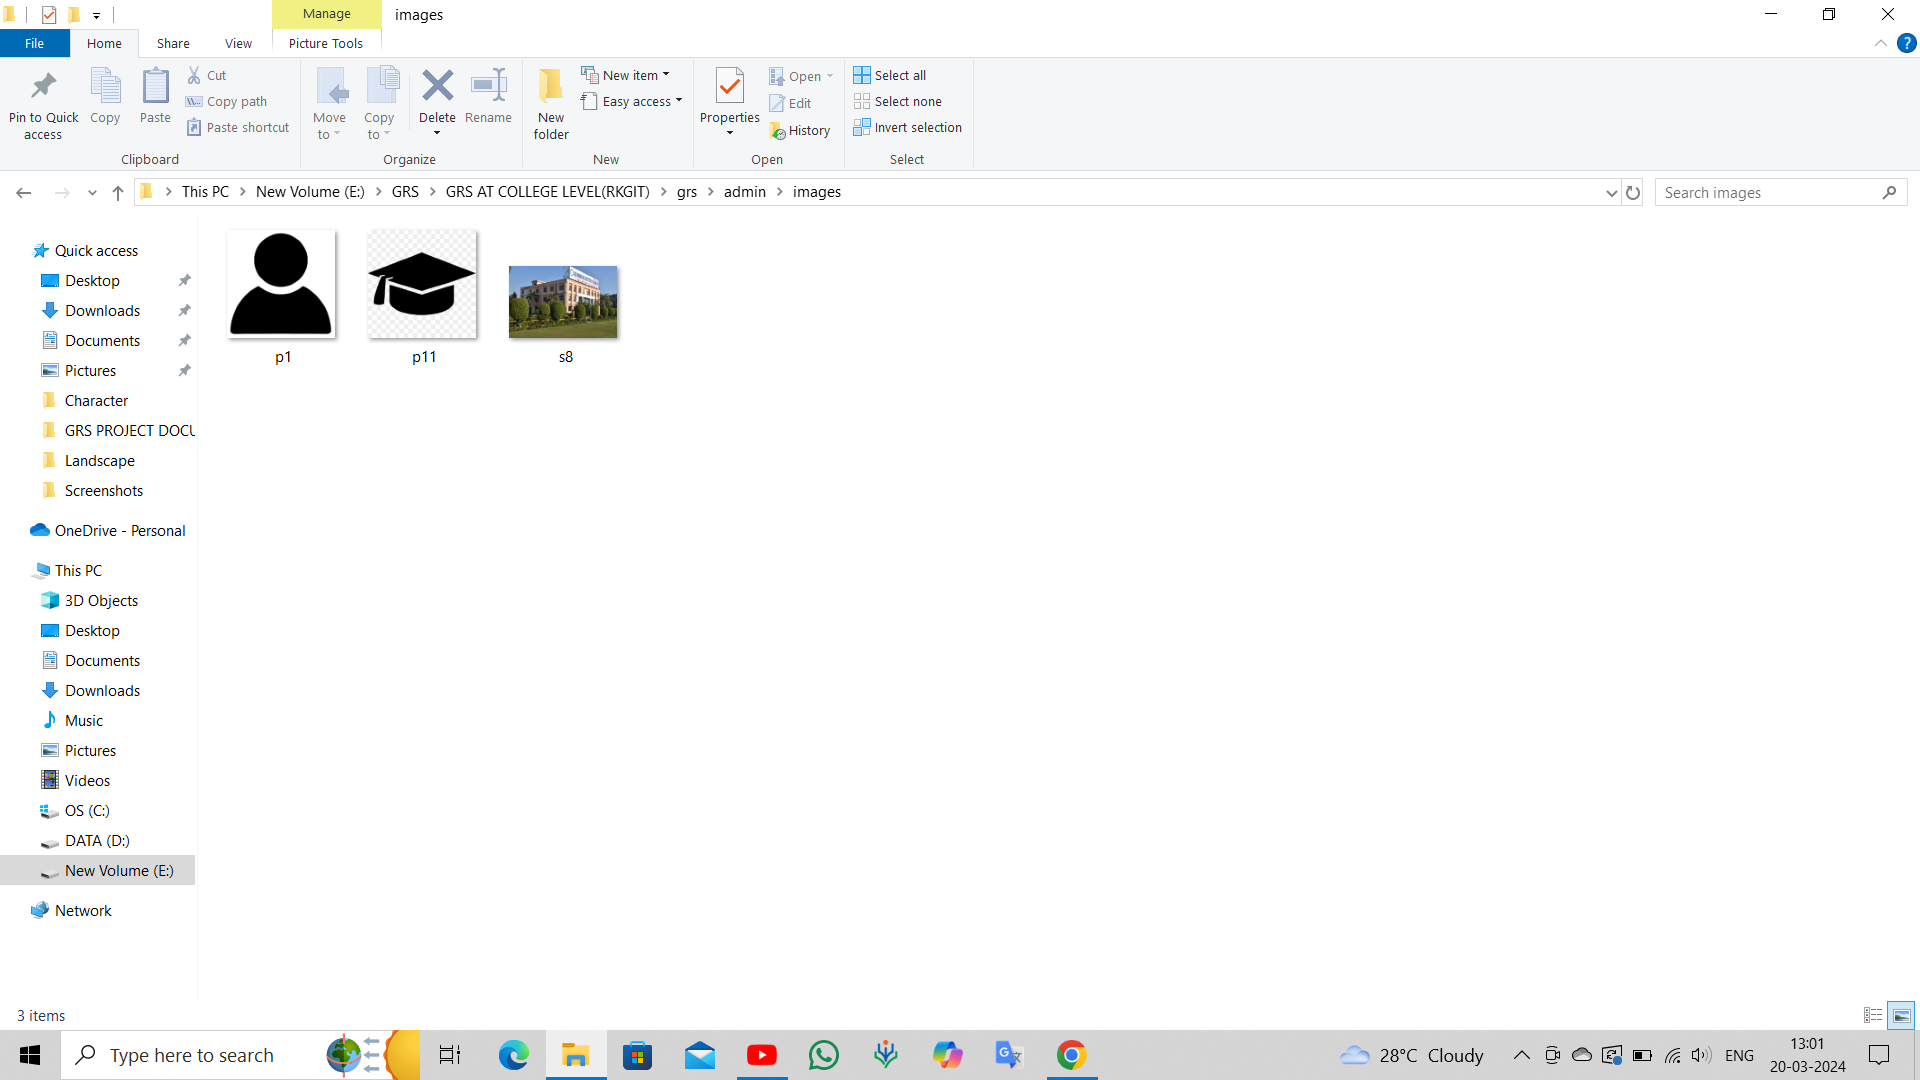 Manage
images
File
Home
Share
View
Picture Tools
Pin to Quick access
Copy
Paste
Cut
Copy path
Paste shortcut
Clipboard
Move to
Copy to
Delete
Rename
Organize
New folder
New item
Easy access
New
Properties
Open
Edit
History
Open
Select all
Select none
Invert selection
Select
This PC > New Volume (E:) > GRS > GRS AT COLLEGE LEVEL(RKGIT) > grs > admin > images
Search images
Quick access
Desktop
Downloads
Documents
Pictures
Character
GRS PROJECT DOCU
Landscape
Screenshots
OneDrive - Personal
This PC
3D Objects
Desktop
Documents
Downloads
Music
Pictures
Videos
OS (C:)
DATA (D:)
New Volume (E:)
Network
p1
p11
s8
3 items
Type here to search
28°C Cloudy
ENG
13:01
20-03-2024